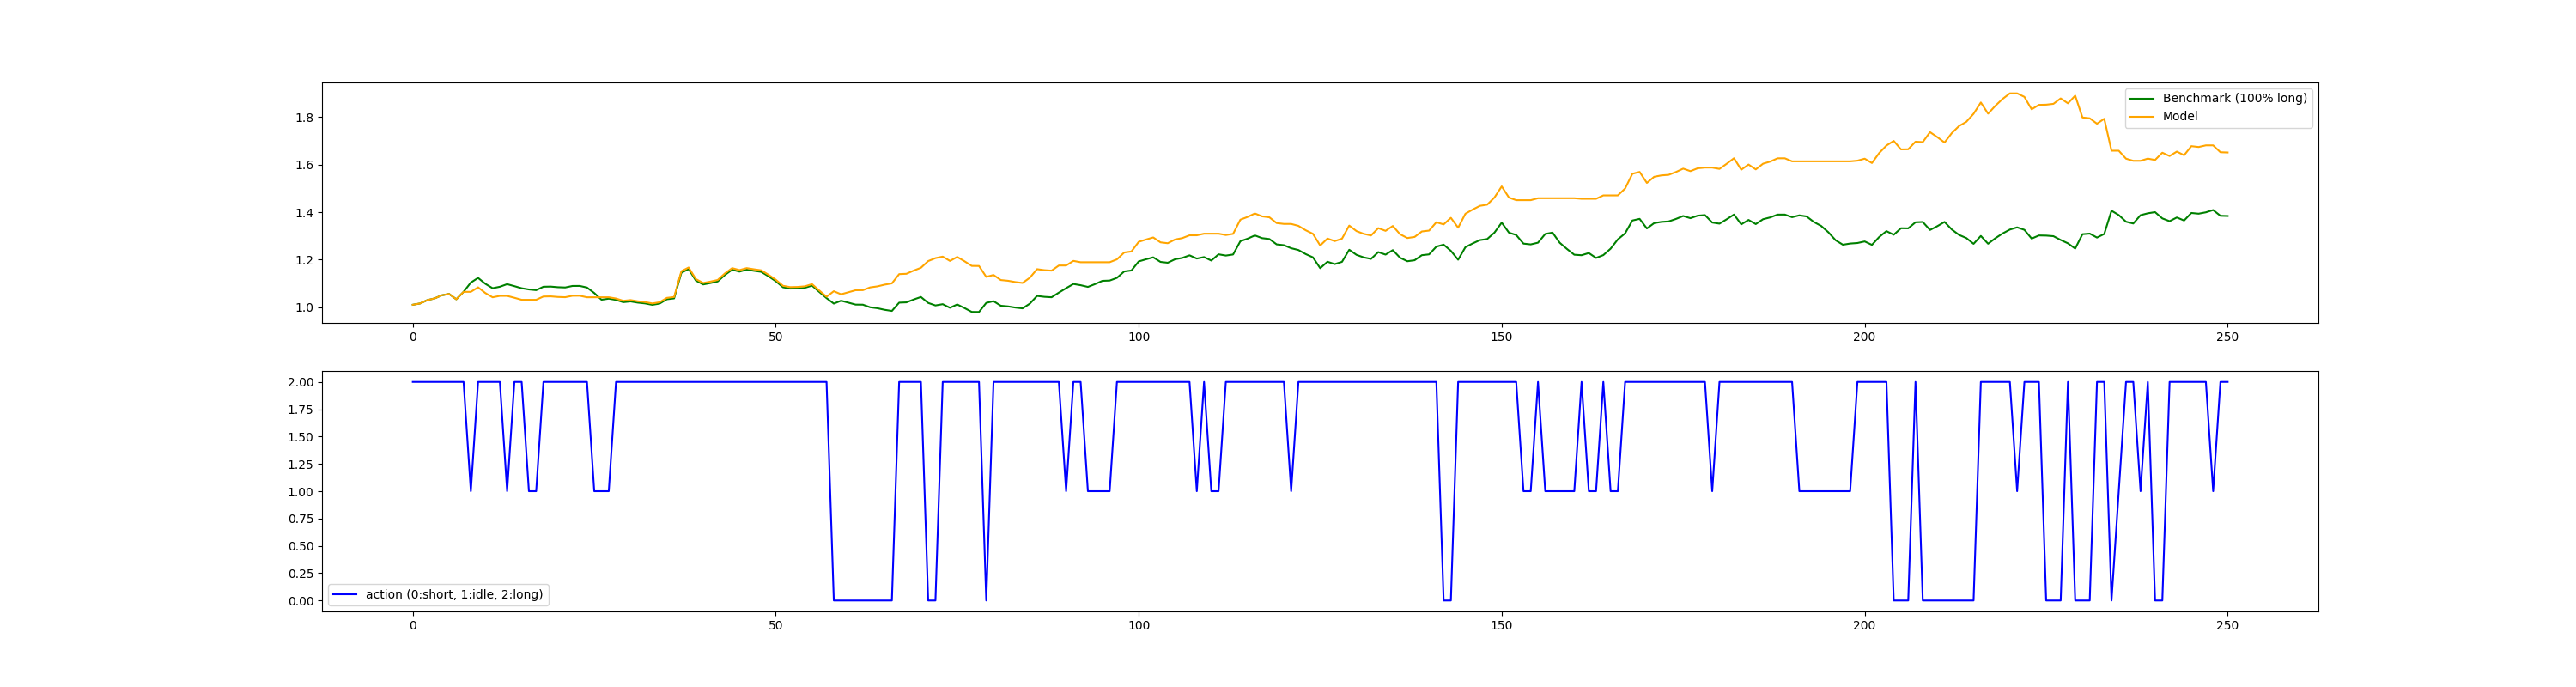 Benchmark (100% long)
Model
1.8
1.6
1.4
1.2
1.0
0 50 100 150 200 250
2.00
1.75
1.50
1.25
1.00
0.75
0.50
0.25
0.00
action (0:short, 1:idle, 2:long)
0 50 100 150 200 250